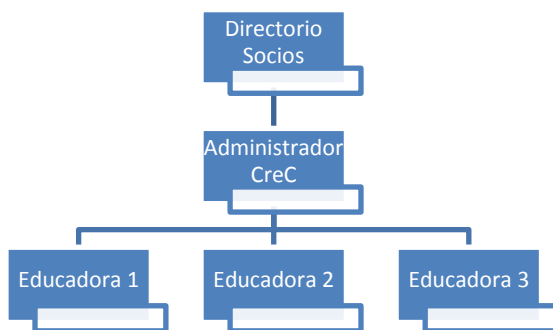 Directorio
Socios
Administrador
CreC
Educadora 1
Educadora 2
Educadora 3